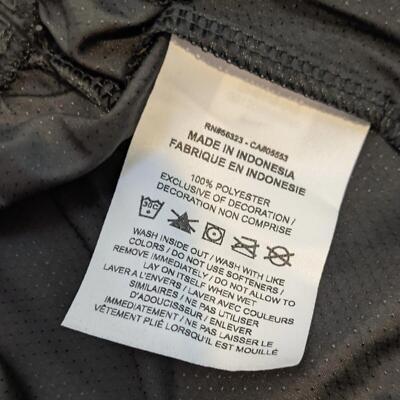 RN#56323 - CA#05553
MADE IN INDONESIA
FABRIQUE EN INDONESIE
100% POLYESTER
EXCLUSIVE OF DECORATION /
DECORATION NON COMPRISE
30C
WASH INSIDE OUT / WASH WITH LIKE
COLORS / DO NOT USE SOFTENERS /
REMOVE IMMEDIATELY / DO NOT ALLOW TO
LAY ON ITSELF WHEN WET
LAVER A L'ENVERS / LAVER AVEC COULEURS
SIMILAIRES / NE PAS UTILISER
D'ADOUCISSEUR / ENLEVER
IMMÉDIATEMENT / NE PAS LAISSER LE
VÊTEMENT PLIÉ LORSQU'IL EST MOUILLÉ